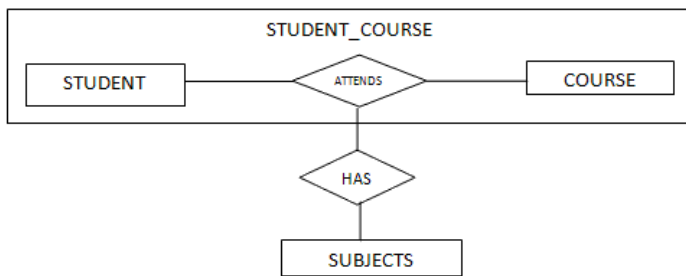 STUDENT_COURSE
STUDENT
ATTENDS
COURSE
HAS
SUBJECTS